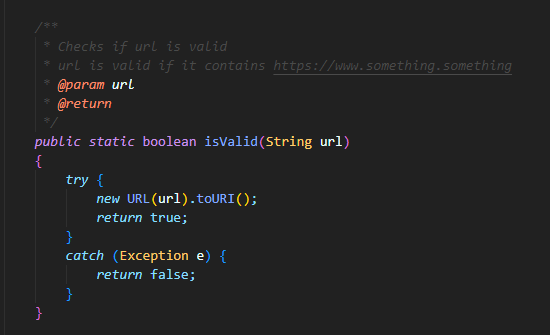 /**
* Checks if url is valid
* url is valid if it contains https://www.something.something
* @param url
* @return
*/
public static boolean isValid(String url)
{
try {
new URL(url).toURI();
return true;
}
catch (Exception e) {
return false;
}
}